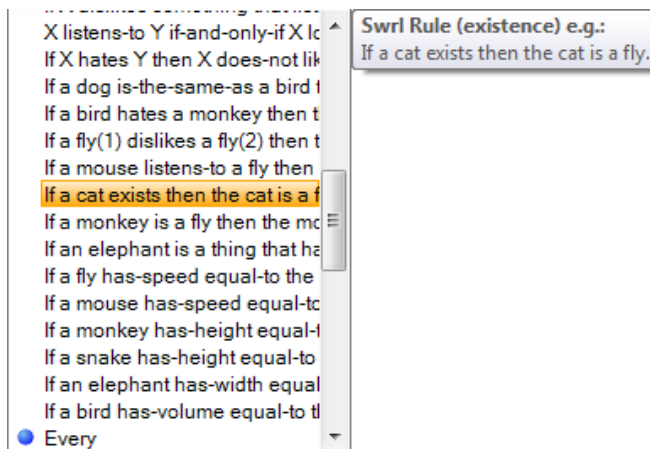 X listens-to Y if-and-only-if X lo
If X hates Y then X does-not lik
If a dog is-the-same-as a bird t
If a bird hates a monkey then t
If a fly(1) dislikes a fly(2) then t
If a mouse listens-to a fly then
If a cat exists then the cat is a f
If a monkey is a fly then the mo
If an elephant is a thing that ha
If a fly has-speed equal-to the
If a mouse has-speed equal-to
If a monkey has-height equal-t
If a snake has-height equal-to
If an elephant has-width equal
If a bird has-volume equal-to t
Every
Swrl Rule (existence) e.g.:
If a cat exists then the cat is a fly.